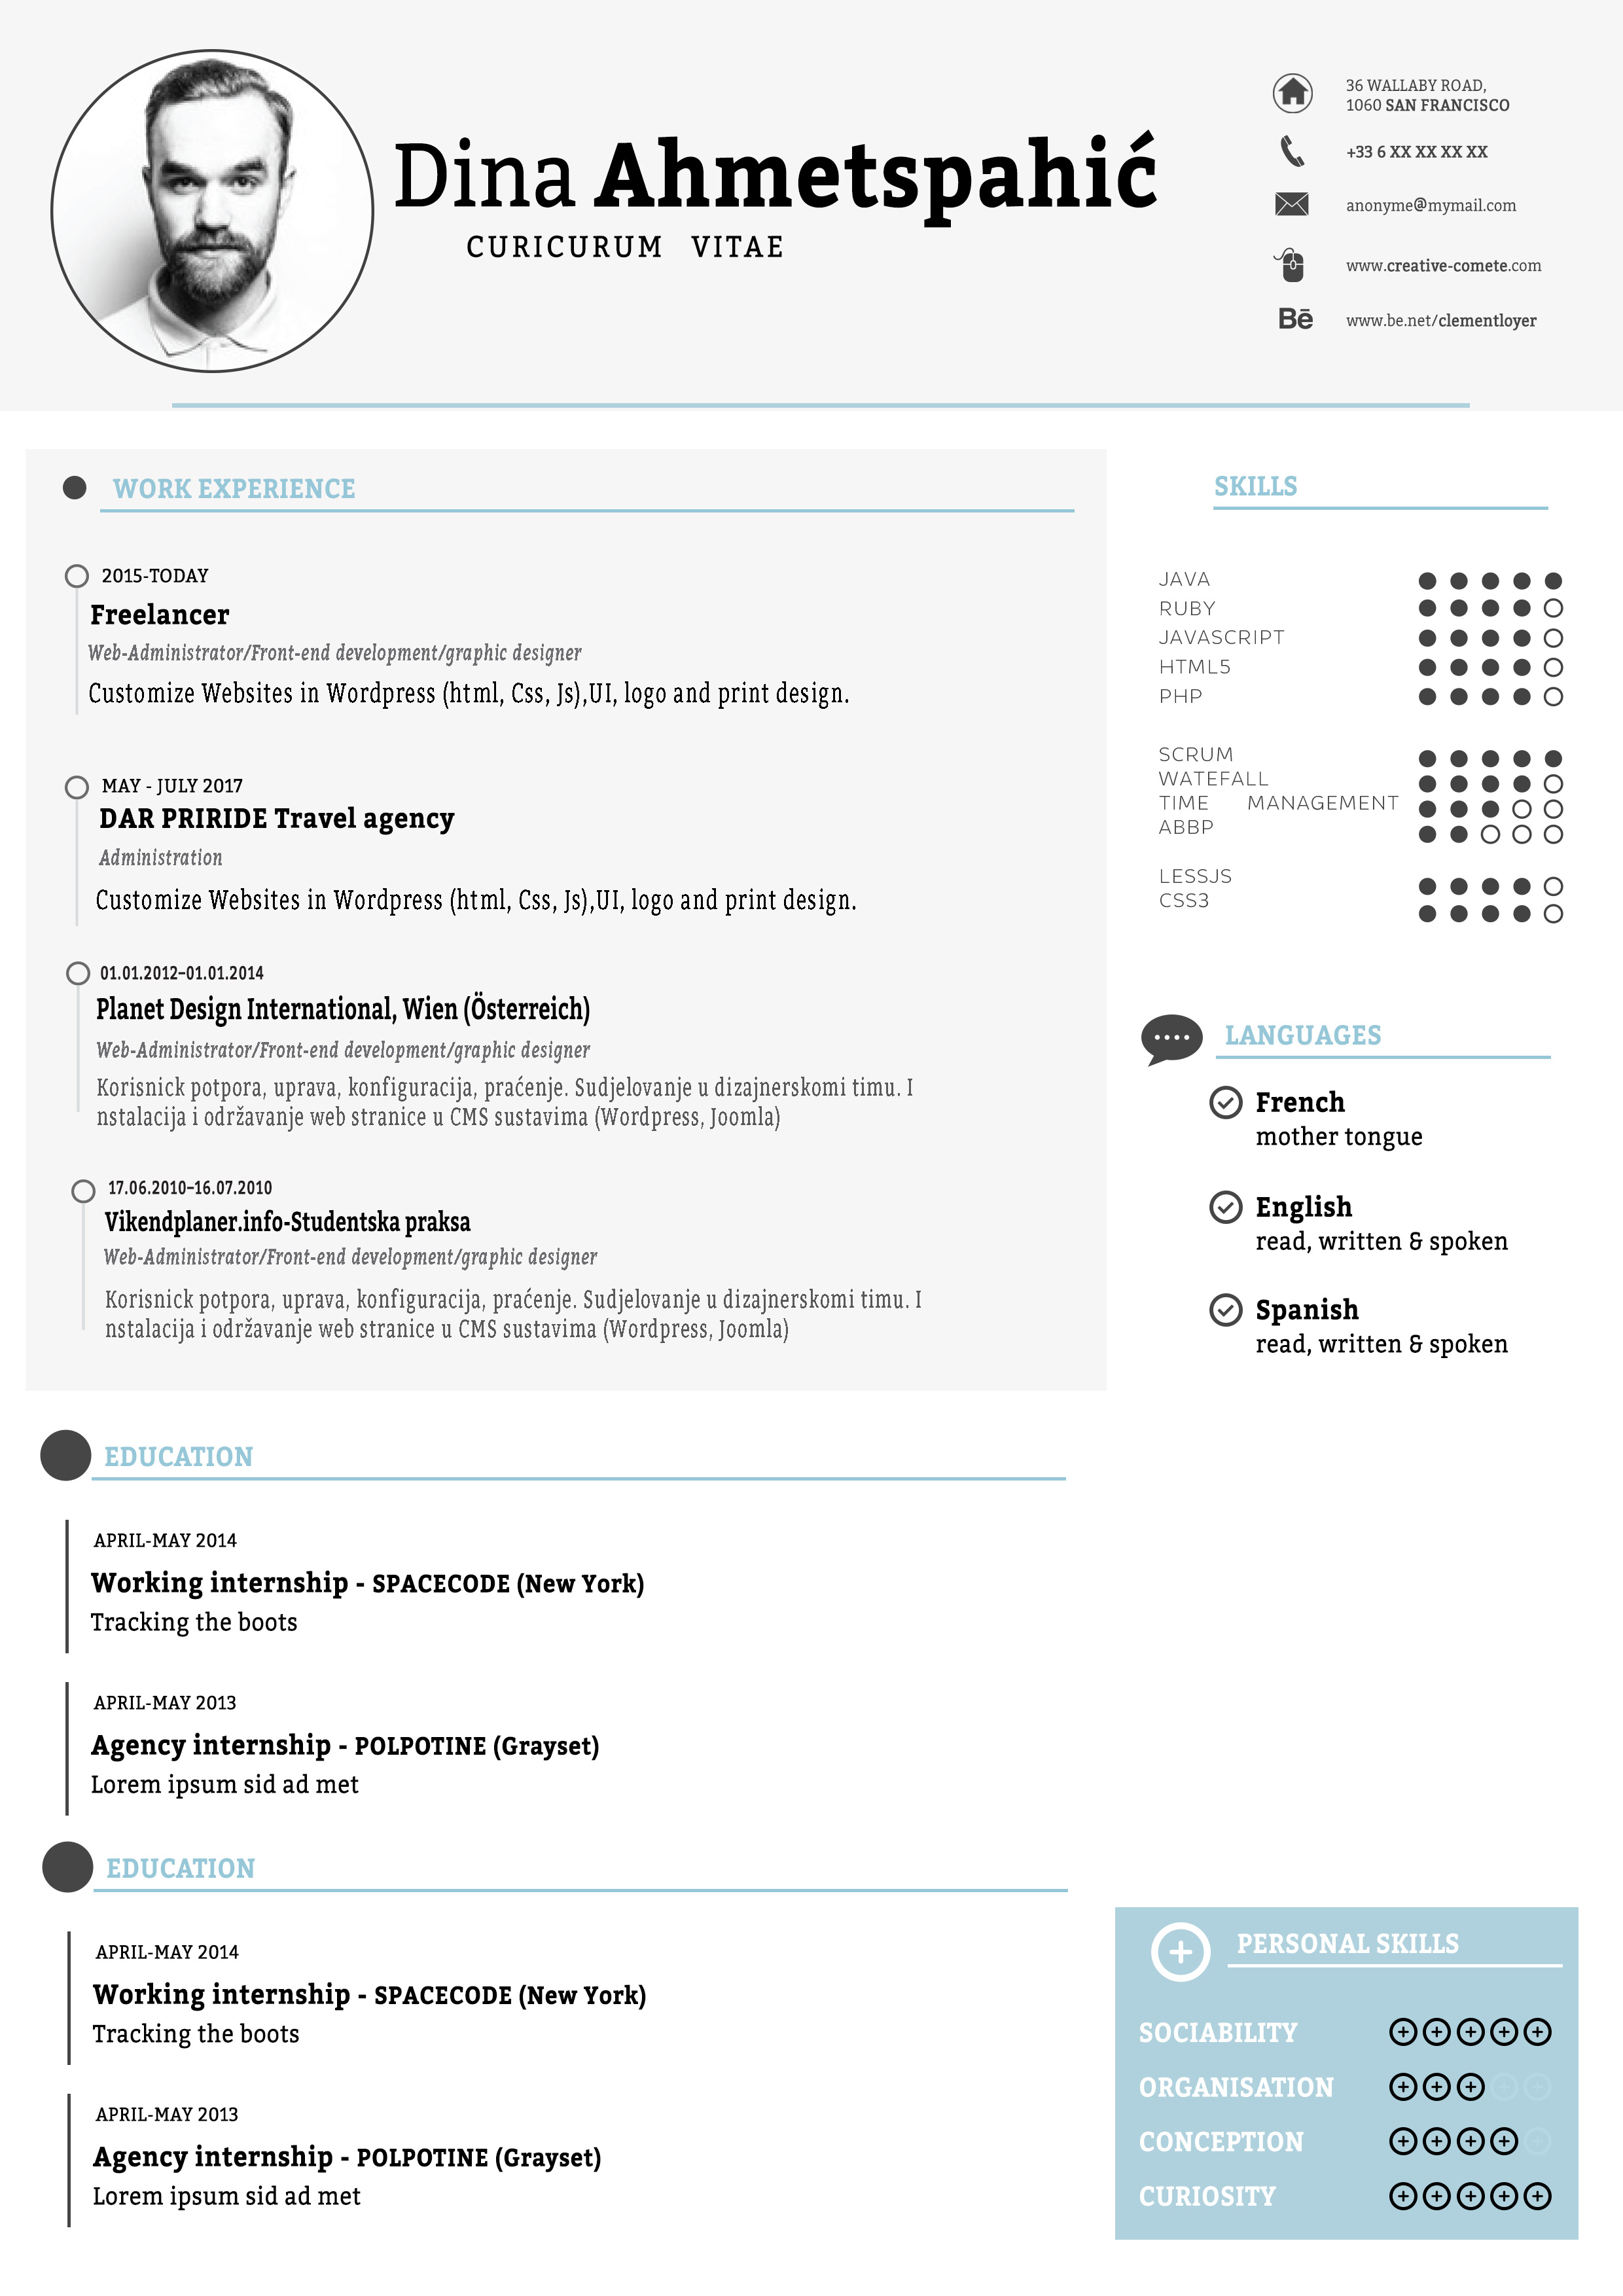 Dina Ahmetspahić
CURICURUM VITAE
36 WALLABY ROAD,
1060 SAN FRANCISCO
+33 6 XX XX XX XX
anonyme@mymail.com
www.creative-comete.com
Bē www.be.net/clementloyer
WORK EXPERIENCE
2015-TODAY
Freelancer
Web-Administrator/Front-end development/graphic designer
Customize Websites in Wordpress (html, Css, Js),UI, logo and print design.
MAY - JULY 2017
DAR PRIRIDE Travel agency
Administration
Customize Websites in Wordpress (html, Css, Js),UI, logo and print design.
01.01.2012–01.01.2014
Planet Design International, Wien (Österreich)
Web-Administrator/Front-end development/graphic designer
Korisnick potpora, uprava, konfiguracija, praćenje. Sudjelovanje u dizajnerskomi timu. I
nstalacija i održavanje web stranice u CMS sustavima (Wordpress, Joomla)
17.06.2010–16.07.2010
Vikendplaner.info-Studentska praksa
Web-Administrator/Front-end development/graphic designer
Korisnick potpora, uprava, konfiguracija, praćenje. Sudjelovanje u dizajnerskomi timu. I
nstalacija i održavanje web stranice u CMS sustavima (Wordpress, Joomla)
SKILLS
JAVA
RUBY
JAVASCRIPT
HTML5
PHP
SCRUM
WATEFALL
TIME MANAGEMENT
ABBP
LESSJS
CSS3
LANGUAGES
French
mother tongue
English
read, written & spoken
Spanish
read, written & spoken
EDUCATION
APRIL-MAY 2014
Working internship - SPACECODE (New York)
Tracking the boots
APRIL-MAY 2013
Agency internship - POLPOTINE (Grayset)
Lorem ipsum sid ad met
EDUCATION
APRIL-MAY 2014
Working internship - SPACECODE (New York)
Tracking the boots
APRIL-MAY 2013
Agency internship - POLPOTINE (Grayset)
Lorem ipsum sid ad met
PERSONAL SKILLS
SOCIABILITY
ORGANISATION
CONCEPTION
CURIOSITY